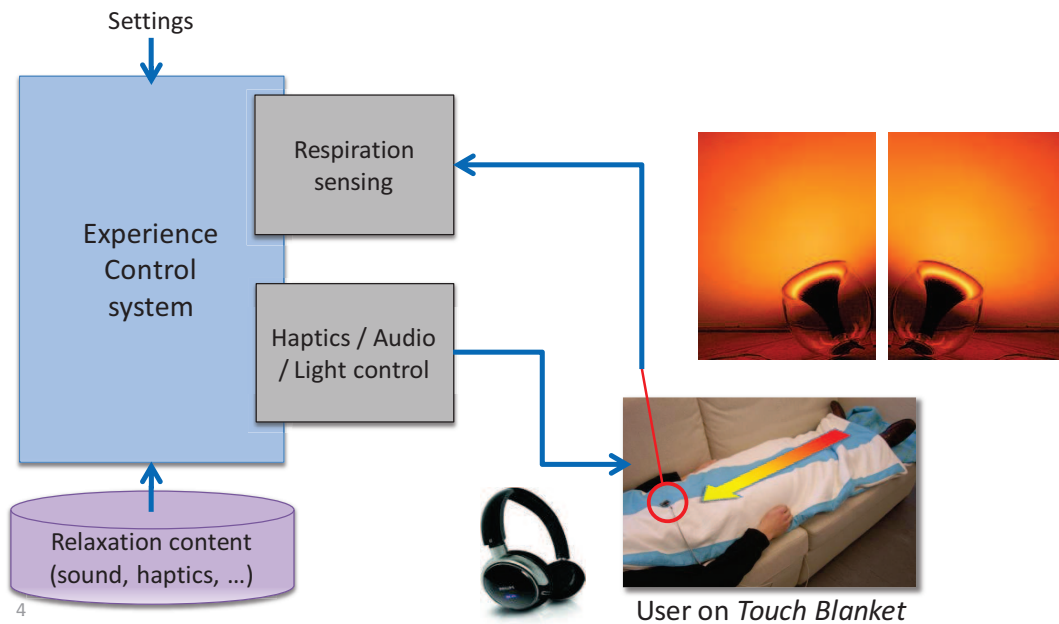 Settings
Respiration
sensing
Experience
Control
system
Haptics / Audio
/ Light control
Relaxation content
(sound, haptics, …)
4
User on Touch Blanket